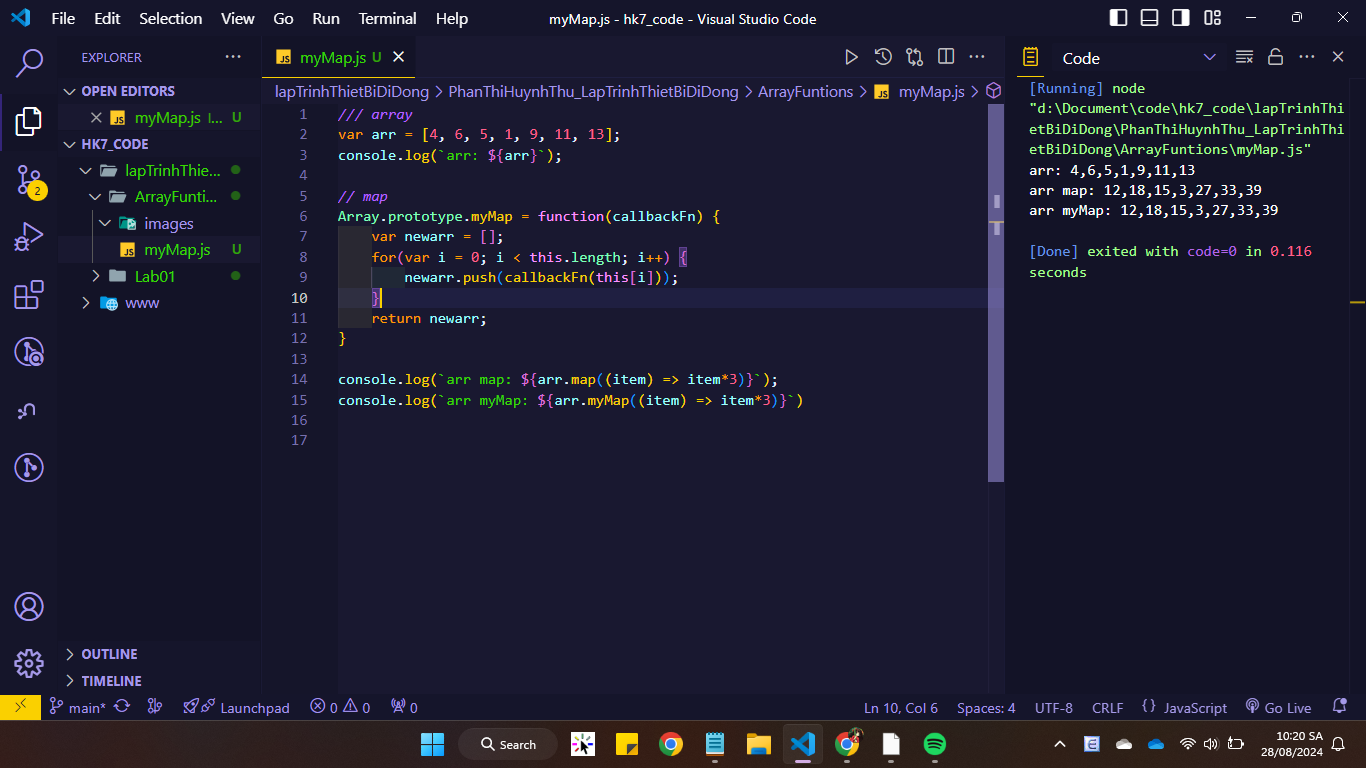 File Edit Selection View Go Run Terminal Help
myMap.js - hk7_code - Visual Studio Code
EXPLORER
OPEN EDITORS
myMap.js l... U
HK7_CODE
lapTrinhThie...
ArrayFunti...
images
myMap.js U
Lab01
www
OUTLINE
TIMELINE
myMap.js U
lapTrinhThietBiDiDong > PhanThiHuynhThu_LapTrinhThietBiDiDong > ArrayFuntions > myMap.js >
1 /// array
2 var arr = [4, 6, 5, 1, 9, 11, 13];
3 console.log(`arr: ${arr}`);
4
5 // map
6 Array.prototype.myMap = function(callbackFn) {
7 var newarr = [];
8 for(var i = 0; i < this.length; i++) {
9 newarr.push(callbackFn(this[i]));
10 }
11 return newarr;
12 }
13
14 console.log(`arr map: ${arr.map((item) => item*3)}`);
15 console.log(`arr myMap: ${arr.myMap((item) => item*3)}`)
16
17
Code
[Running] node
"d:\Document\code\hk7_code\lapTrinhThi
etBiDiDong\PhanThiHuynhThu_LapTrinhThi
etBiDiDong\ArrayFuntions\myMap.js"
arr: 4,6,5,1,9,11,13
arr map: 12,18,15,3,27,33,39
arr myMap: 12,18,15,3,27,33,39
[Done] exited with code=0 in 0.116
seconds
2
main* Launchpad 0 0 0
Ln 10, Col 6 Spaces: 4 UTF-8 CRLF {} JavaScript Go Live
Search
10:20 SA
28/08/2024